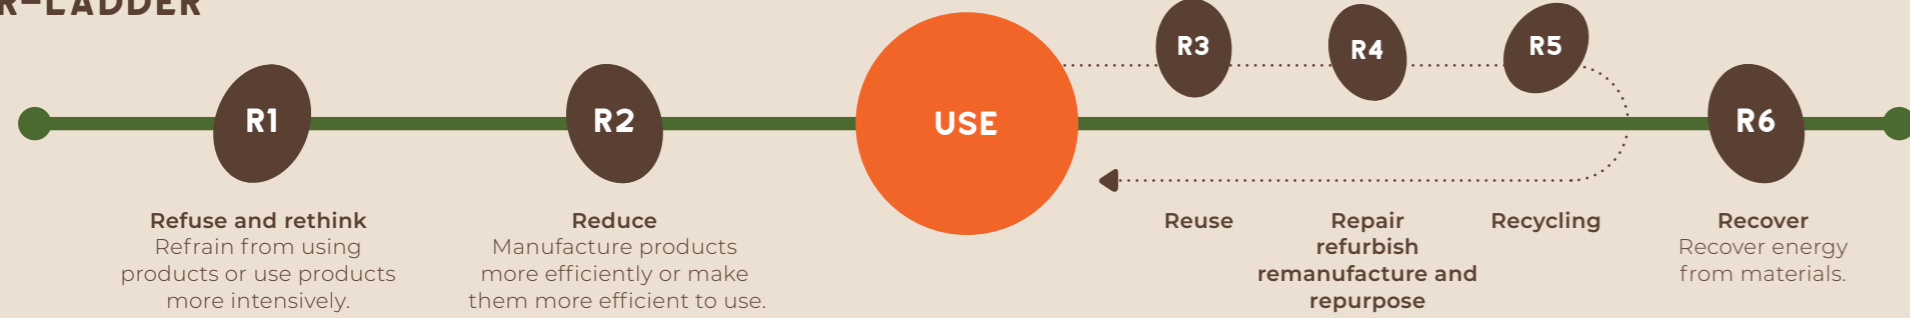 R-LADDER
R1
R2
USE
R3
R4
R5
R6
Refuse and rethink
Refrain from using
products or use products
more intensively.
Reduce
Manufacture products
more efficiently or make
them more efficient to use.
Reuse
Repair
refurbish
remanufacture and
repurpose
Recycling
Recover
Recover energy
from materials.